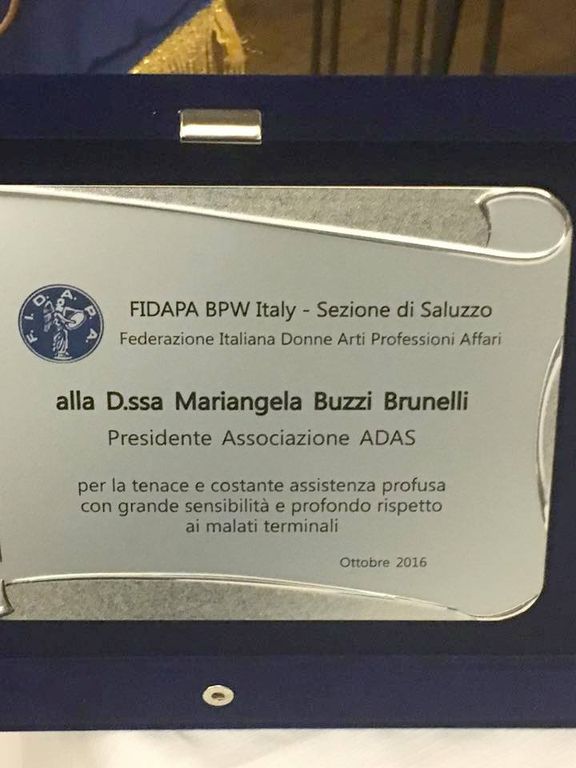 F.I.D.A.P.A.
FIDAPA BPW Italy - Sezione di Saluzzo
Federazione Italiana Donne Arti Professioni Affari
alla D.ssa Mariangela Buzzi Brunelli
Presidente Associazione ADAS
per la tenace e costante assistenza profusa
con grande sensibilità e profondo rispetto
ai malati terminali
Ottobre 2016